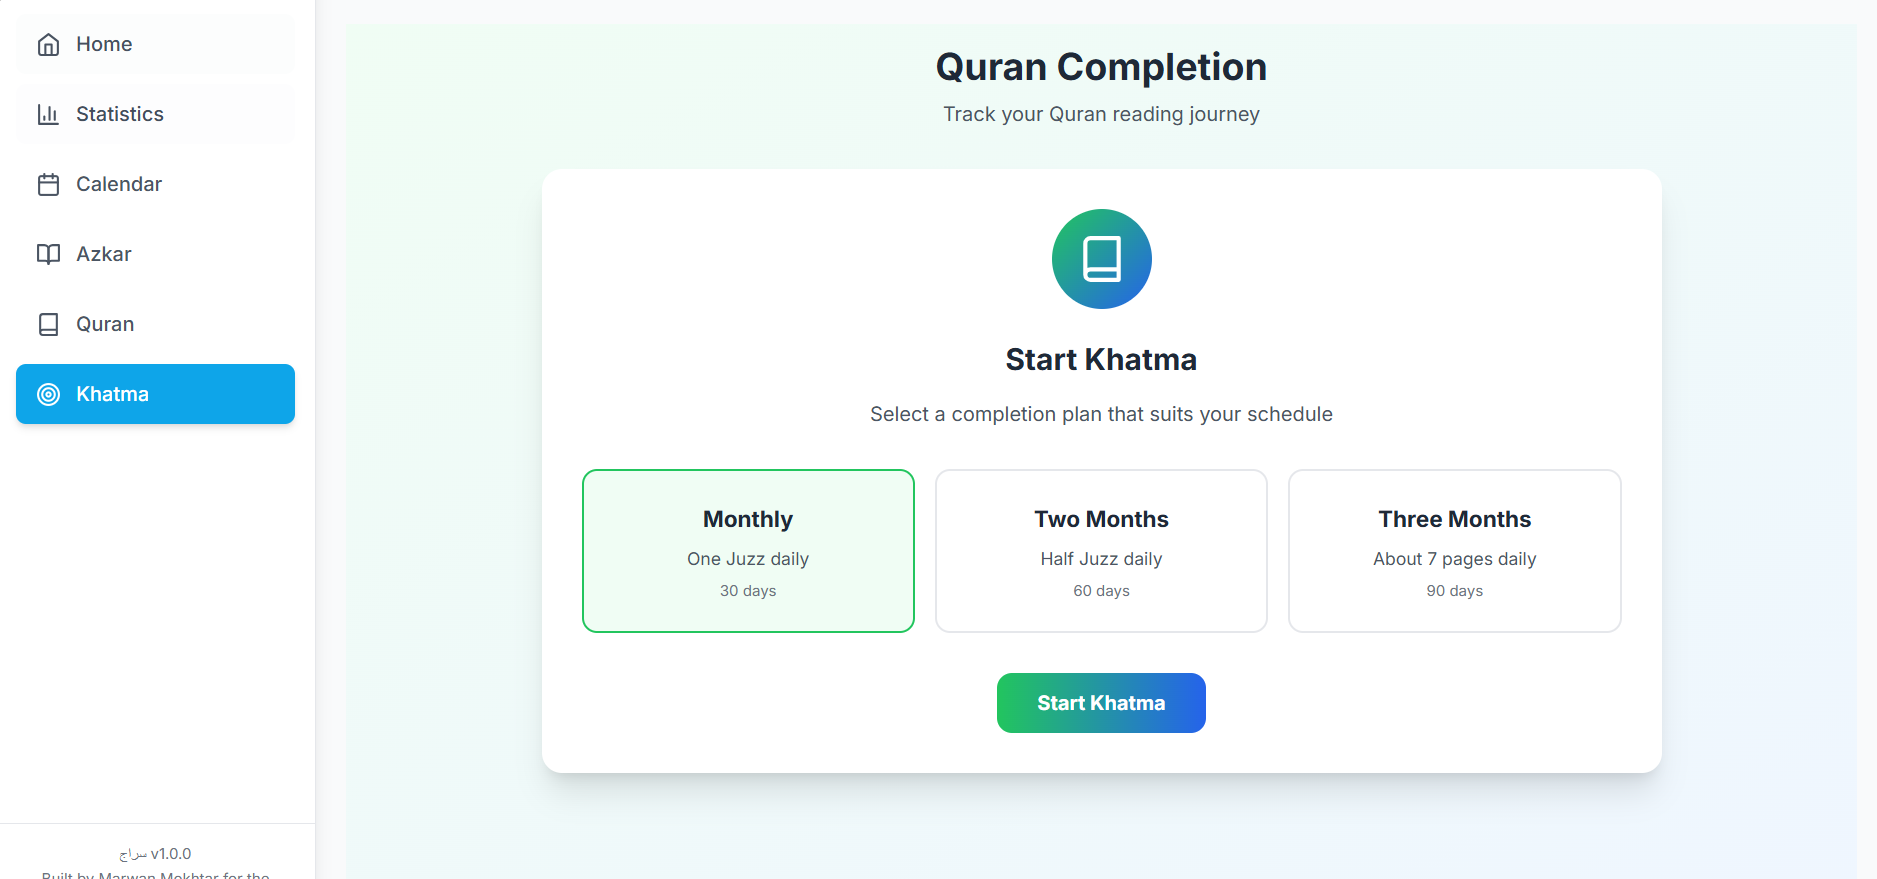 Home
Statistics
Calendar
Azkar
Quran
Khatma
سراج v1.0.0
Built by Marwan Mokhtar for the
Quran Completion
Track your Quran reading journey
Start Khatma
Select a completion plan that suits your schedule
Monthly
One Juzz daily
30 days
Two Months
Half Juzz daily
60 days
Three Months
About 7 pages daily
90 days
Start Khatma